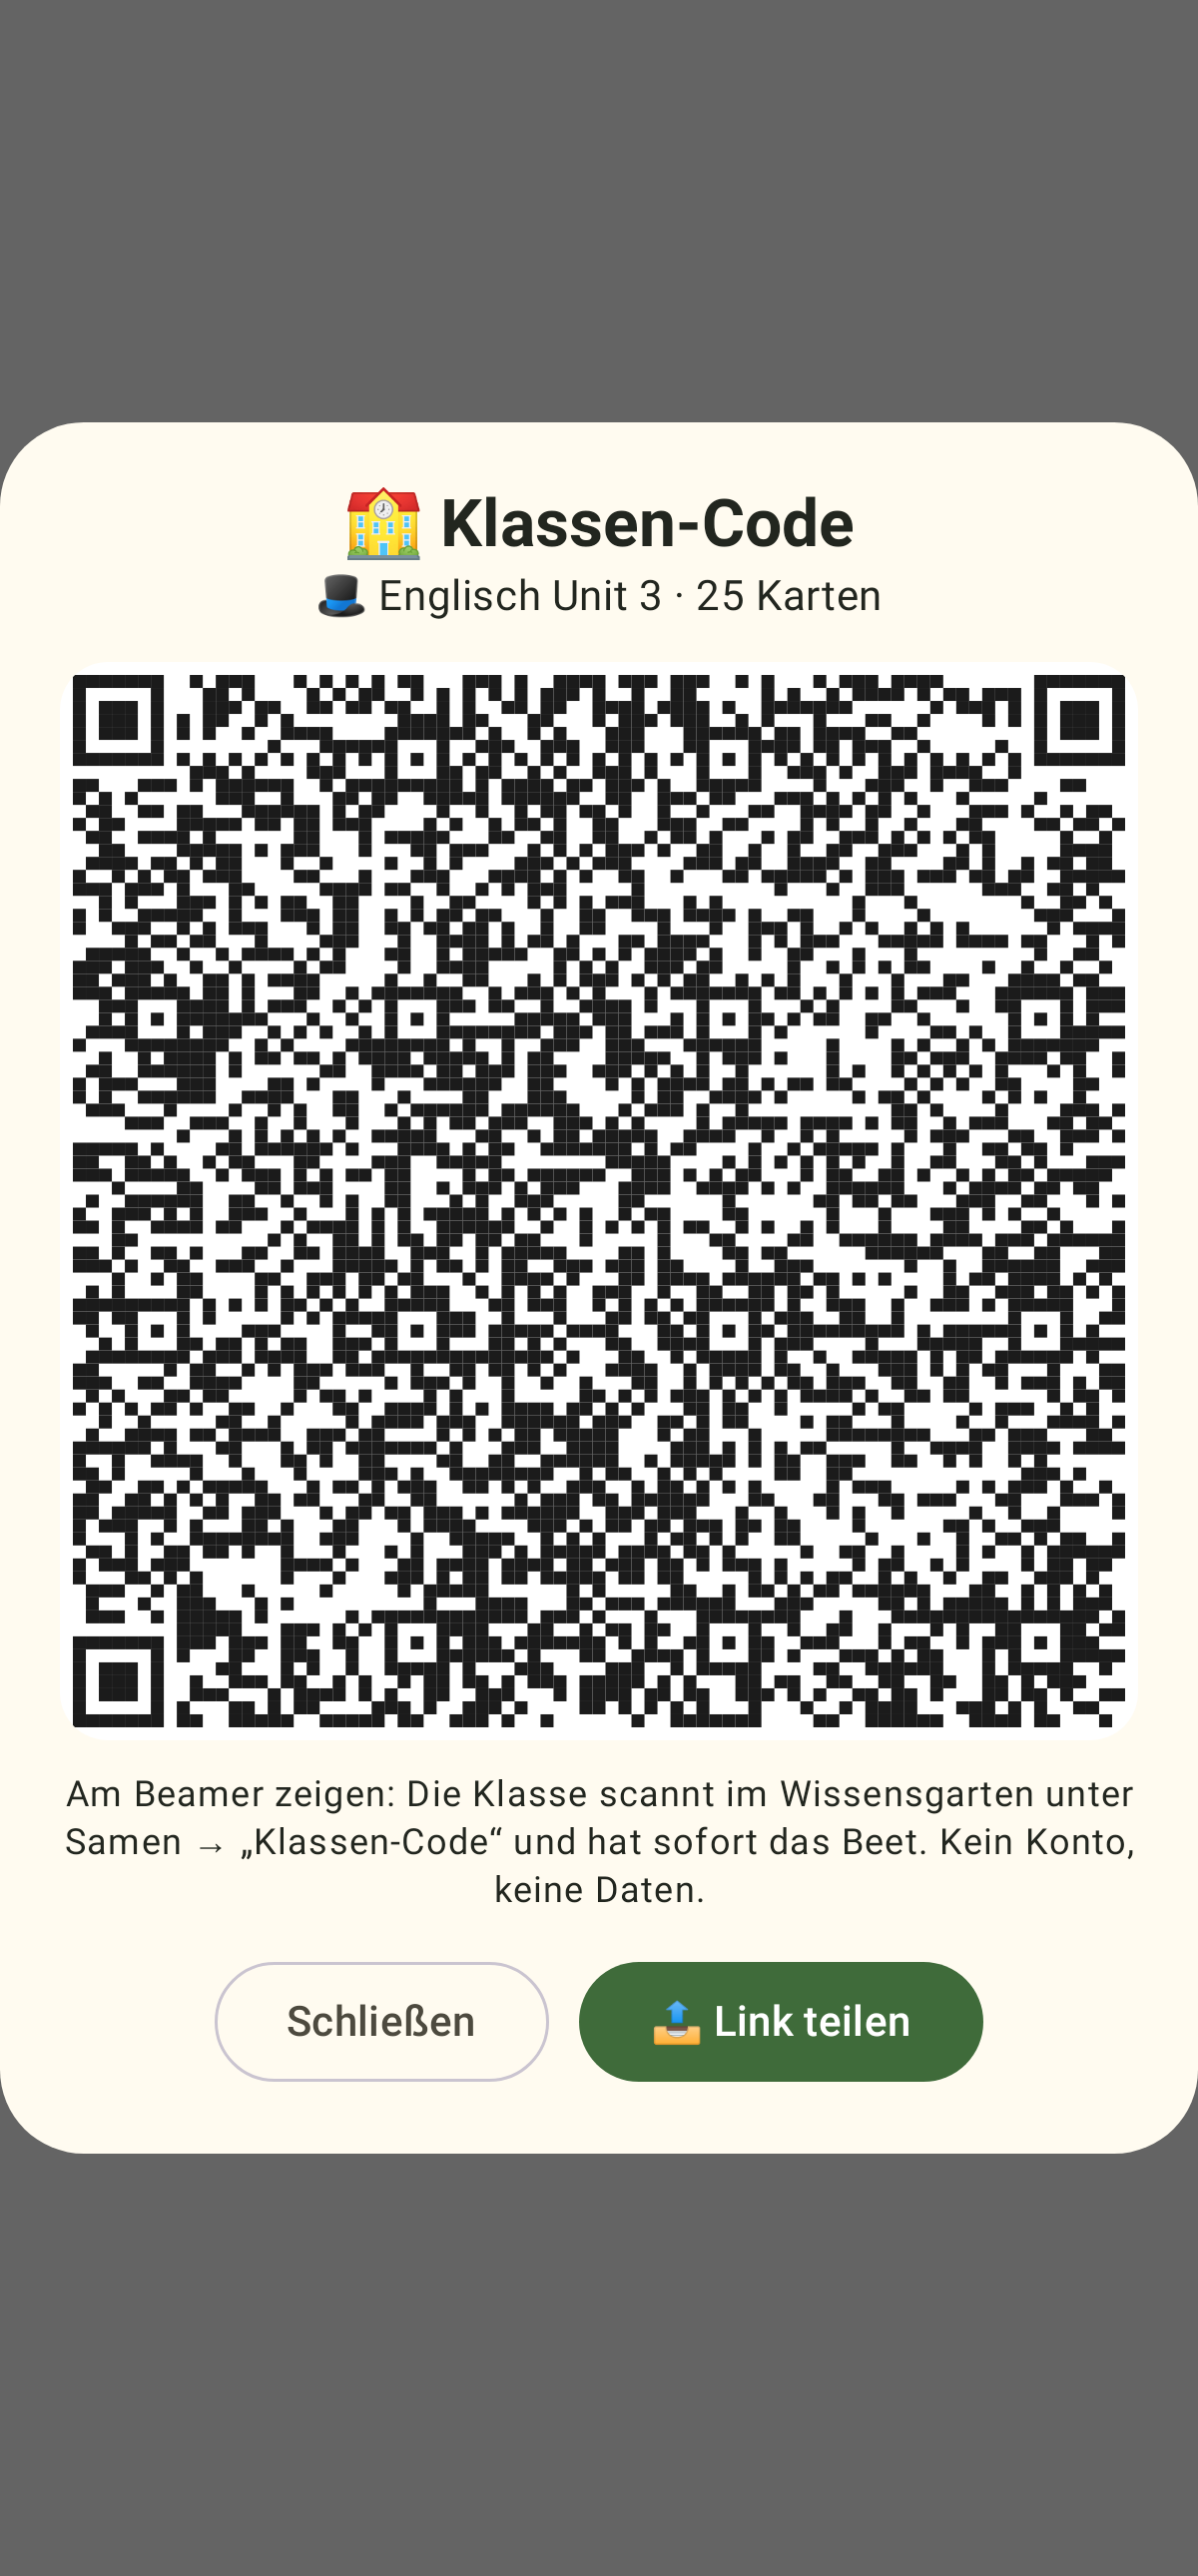 Klassen-Code
Englisch Unit 3 · 25 Karten
Am Beamer zeigen: Die Klasse scannt im Wissensgarten unter
Samen → „Klassen-Code“ und hat sofort das Beet. Kein Konto,
keine Daten.
Schließen
Link teilen